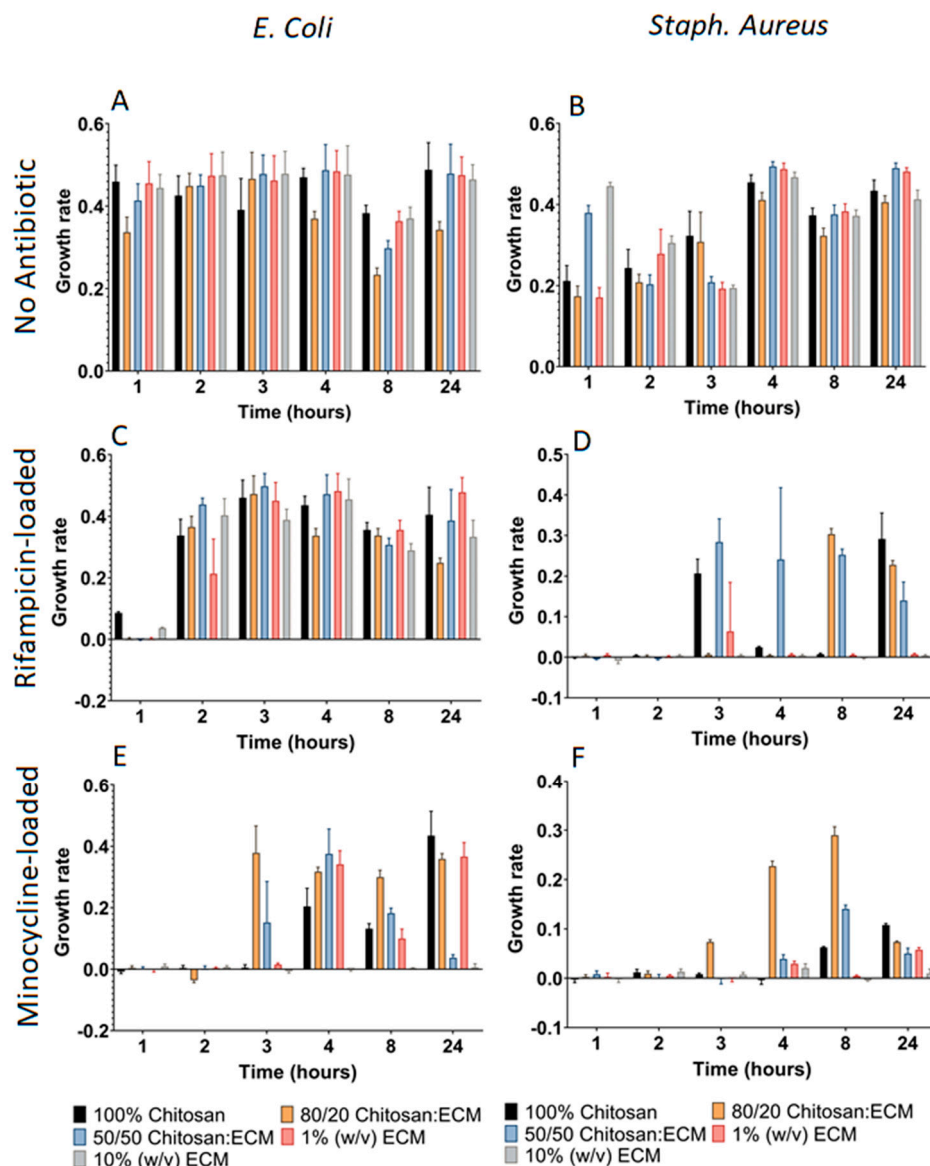 E. Coli
Staph. Aureus
No Antibiotic
A
0.6
0.4
0.2
0.0
Growth rate
1 2 3 4 8 24
Time (hours)
B
0.6
0.4
0.2
0.0
Growth rate
1 2 3 4 8 24
Time (hours)
Rifampicin-loaded
C
0.6
0.4
0.2
0.0
-0.2
Growth rate
1 2 3 4 8 24
Time (hours)
D
0.5
0.4
0.3
0.2
0.1
0.0
-0.1
Growth rate
1 2 3 4 8 24
Time (hours)
Minocycline-loaded
E
0.6
0.4
0.2
0.0
-0.2
Growth rate
1 2 3 4 8 24
Time (hours)
F
0.4
0.3
0.2
0.1
0.0
-0.1
Growth rate
1 2 3 4 8 24
Time (hours)
100% Chitosan 80/20 Chitosan:ECM
50/50 Chitosan:ECM 1% (w/v) ECM
10% (w/v) ECM
100% Chitosan 80/20 Chitosan:ECM
50/50 Chitosan:ECM 1% (w/v) ECM
10% (w/v) ECM